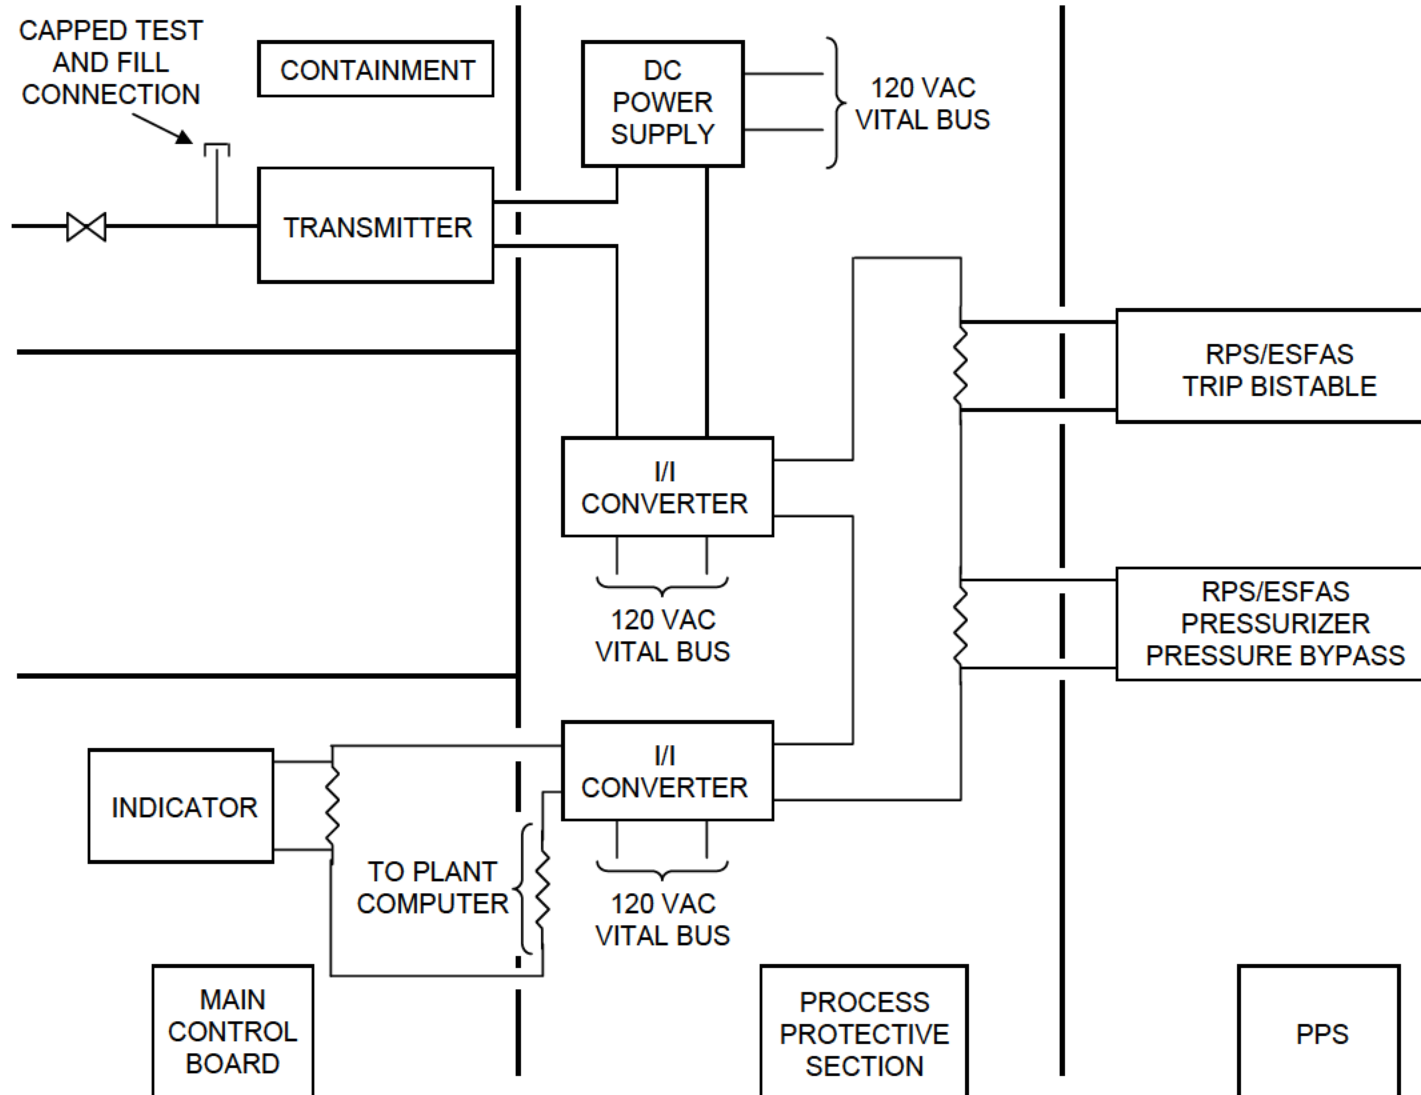 CAPPED TEST
AND FILL
CONNECTION
CONTAINMENT
DC
POWER
SUPPLY
120 VAC
VITAL BUS
TRANSMITTER
RPS/ESFAS
TRIP BISTABLE
I/I
CONVERTER
120 VAC
VITAL BUS
RPS/ESFAS
PRESSURIZER
PRESSURE BYPASS
I/I
CONVERTER
INDICATOR
TO PLANT
COMPUTER
120 VAC
VITAL BUS
MAIN
CONTROL
BOARD
PROCESS
PROTECTIVE
SECTION
PPS